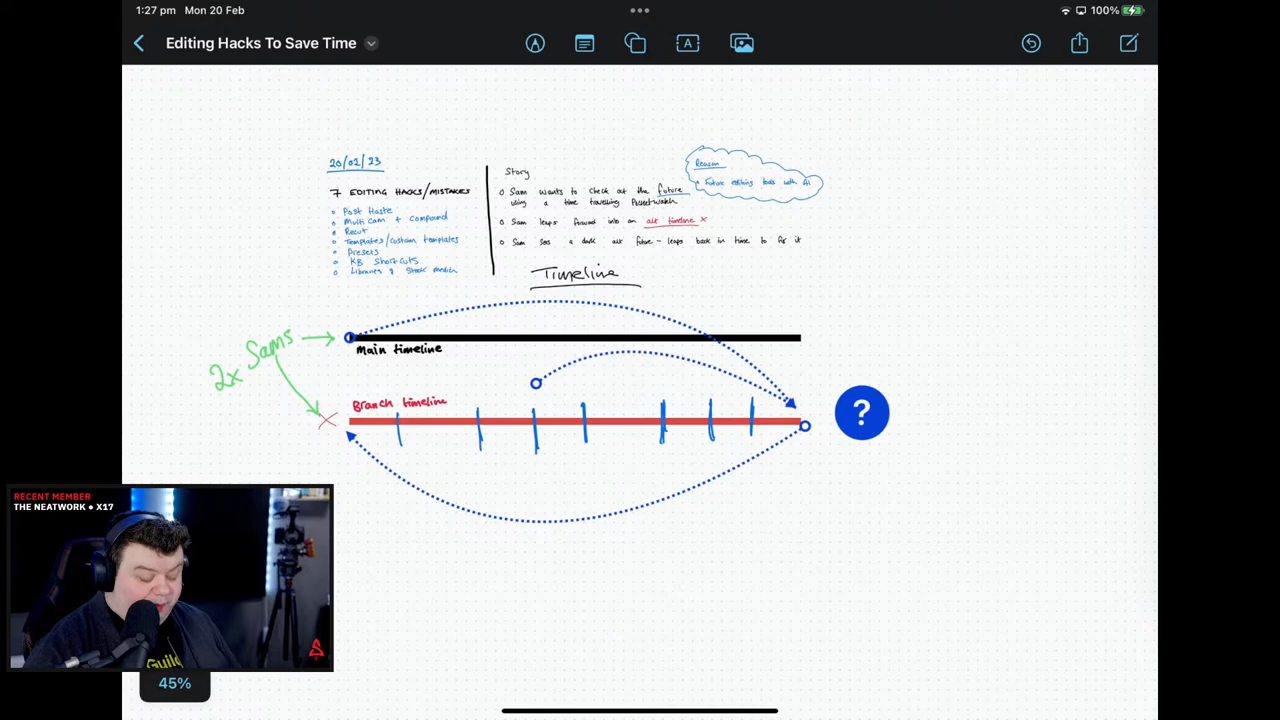 1:27 pm Mon 20 Feb
100%
Editing Hacks To Save Time
A
20/02/23
7 EDITING HACKS/MISTAKES
Post Haste
Multi Cam + Compound
Recut
Templates/custom templates
Presets
KB Shortcuts
Libraries & Stock media
Story
Sam wants to check out the future
using a time travelling Pocketwatch
Sam leaps forward into an alt timeline X
Sam sees a dark alt future - leaps back in time to fix it
Reason
Future editing tools with Ai
Timeline
2x Sams
Main timeline
Branch timeline
?
RECENT MEMBER
THE NEATWORK ● X17
Guild
45%